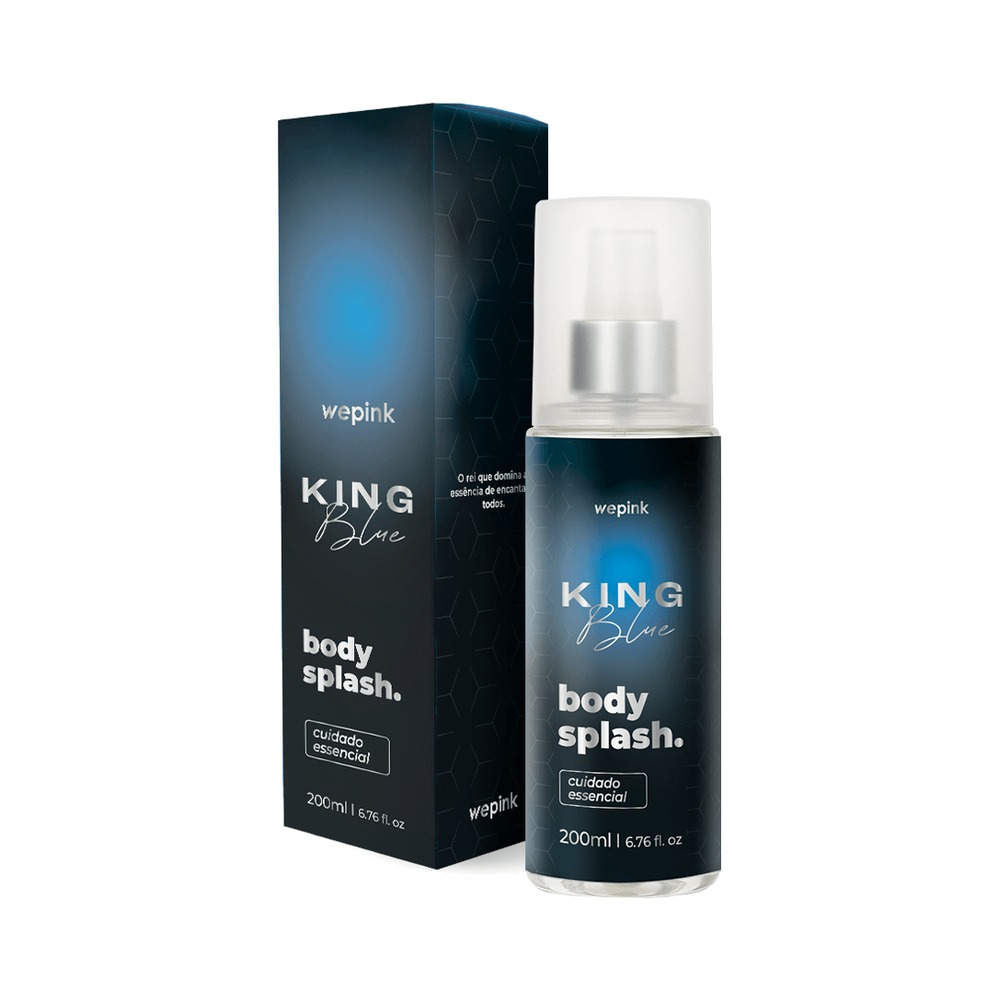 wepink
KING
Blue
body
splash.
cuidado
essencial
200ml | 6.76 fl. oz
O rei que domina a
essência de
todos.
wepink
wepink
KING
Blue
body
splash.
cuidado
essencial
200ml | 6.76 fl. oz